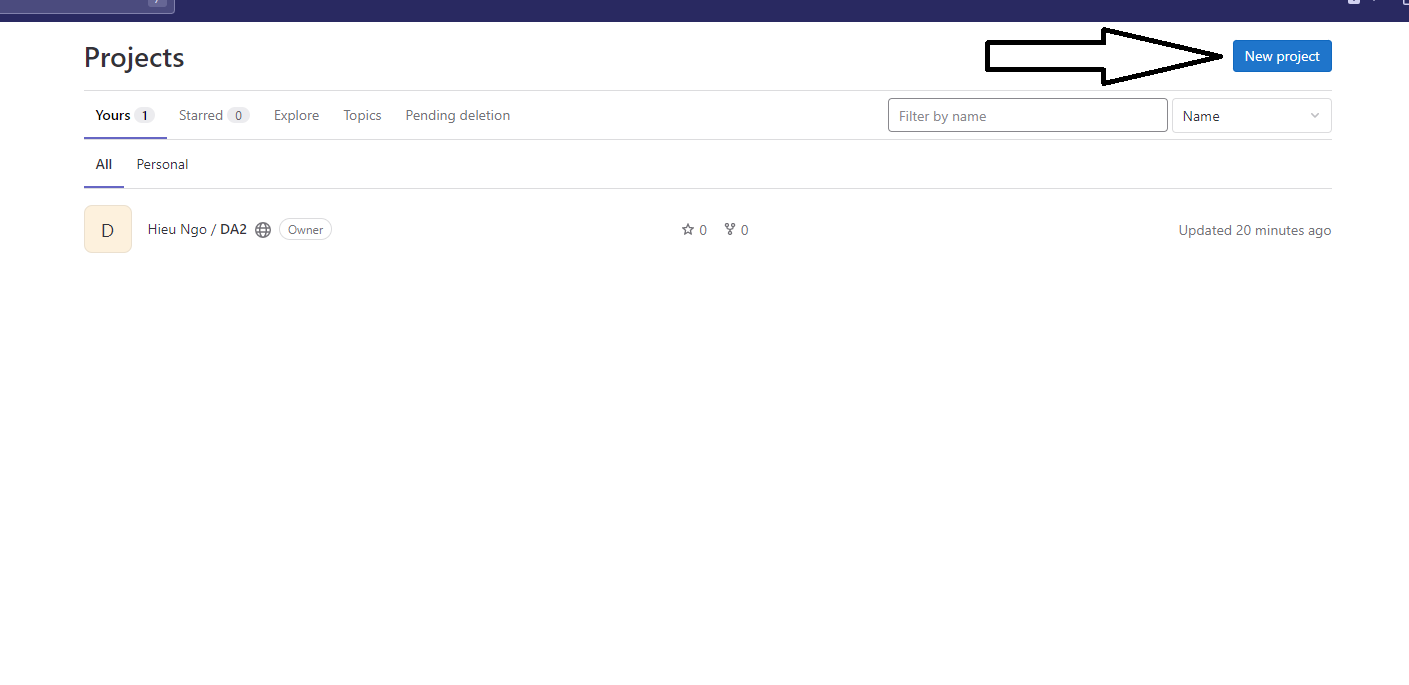 Projects
New project
Yours 1 Starred 0 Explore Topics Pending deletion Filter by name Name
All Personal
D Hieu Ngo / DA2 Owner 0 0 Updated 20 minutes ago